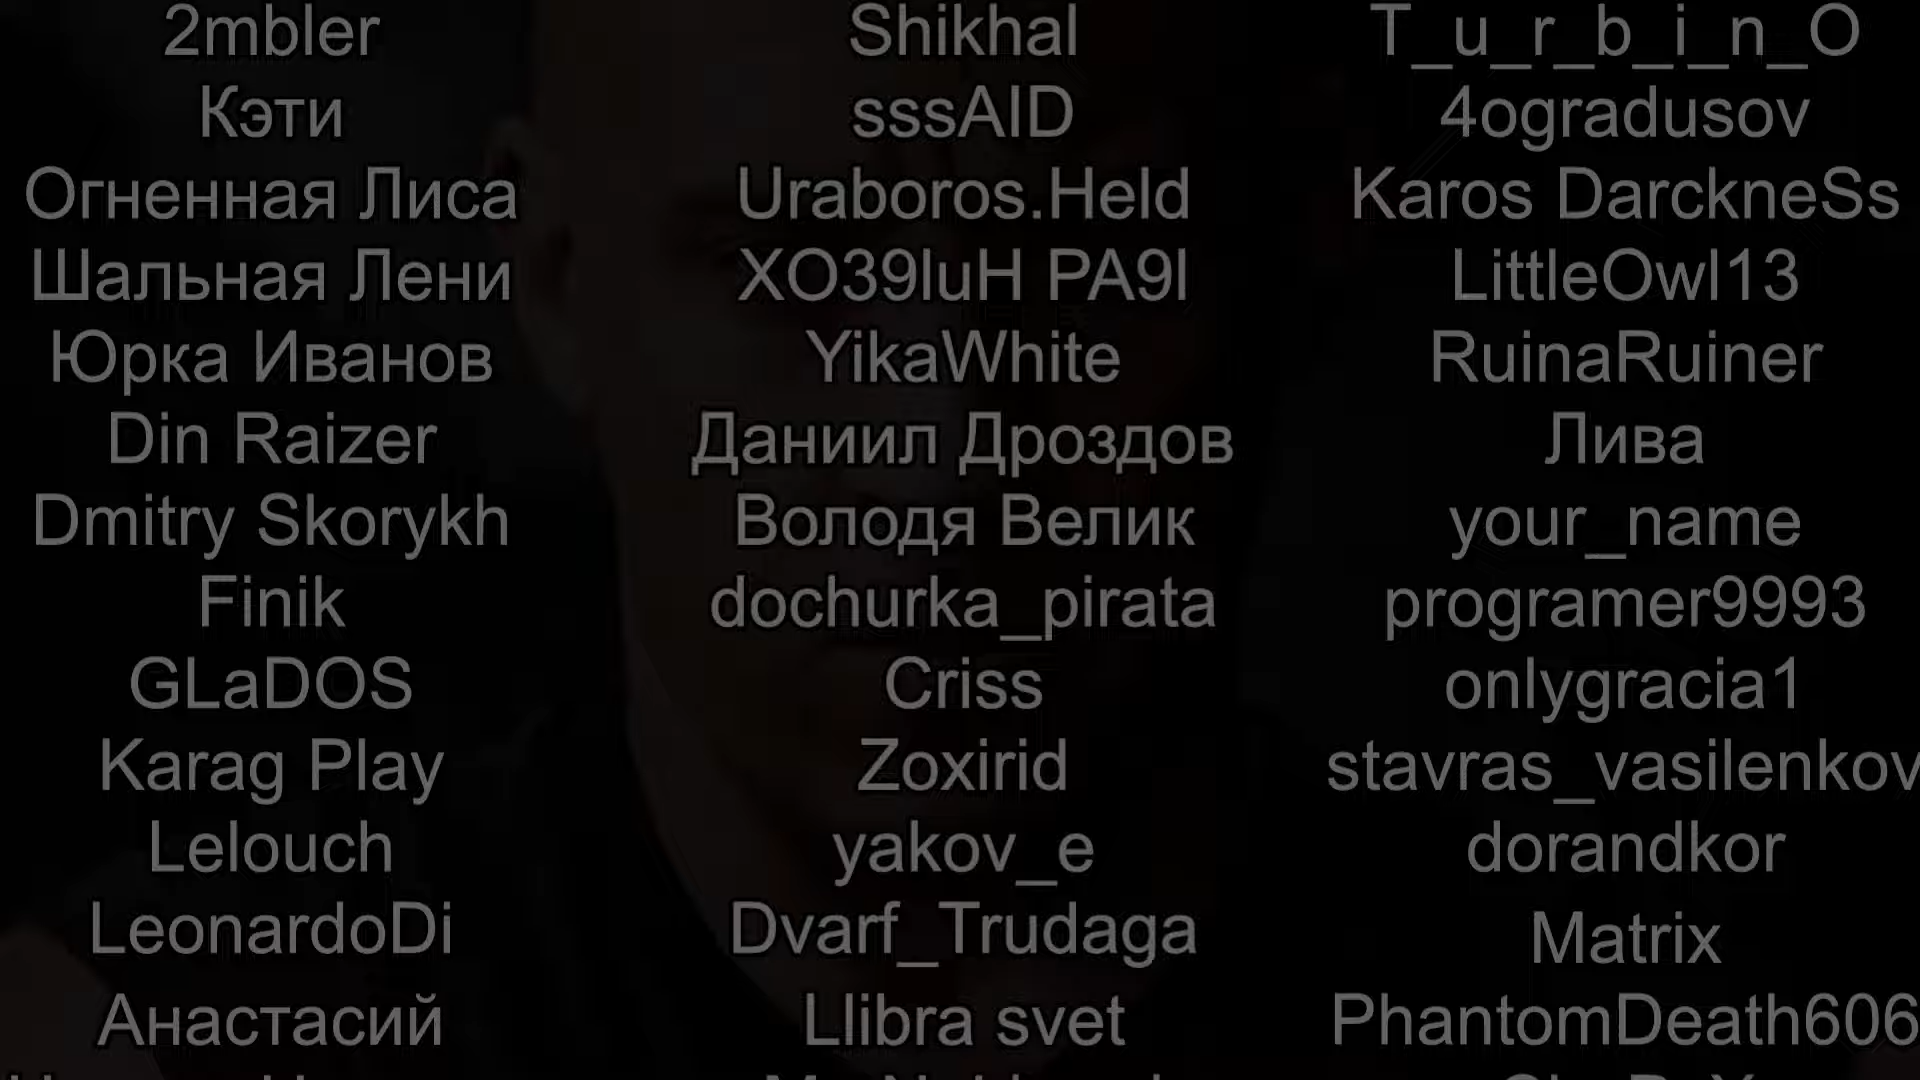 2mbler
Кэти
Огненная Лиса
Шальная Лени
Юрка Иванов
Din Raizer
Dmitry Skorykh
Finik
GLaDOS
Karag Play
Lelouch
LeonardoDi
Анастасий
Shikhal
sssAID
Uraboros.Held
XO39luH PA9l
YikaWhite
Даниил Дроздов
Володя Велик
dochurka_pirata
Criss
Zoxirid
yakov_e
Dvarf_Trudaga
Llibra svet
T_u_r_b_i_n_O
4ogradusov
Karos DarckneSs
LittleOwl13
RuinaRuiner
Лива
your_name
programer9993
onlygracia1
stavras_vasilenkov
dorandkor
Matrix
PhantomDeath606